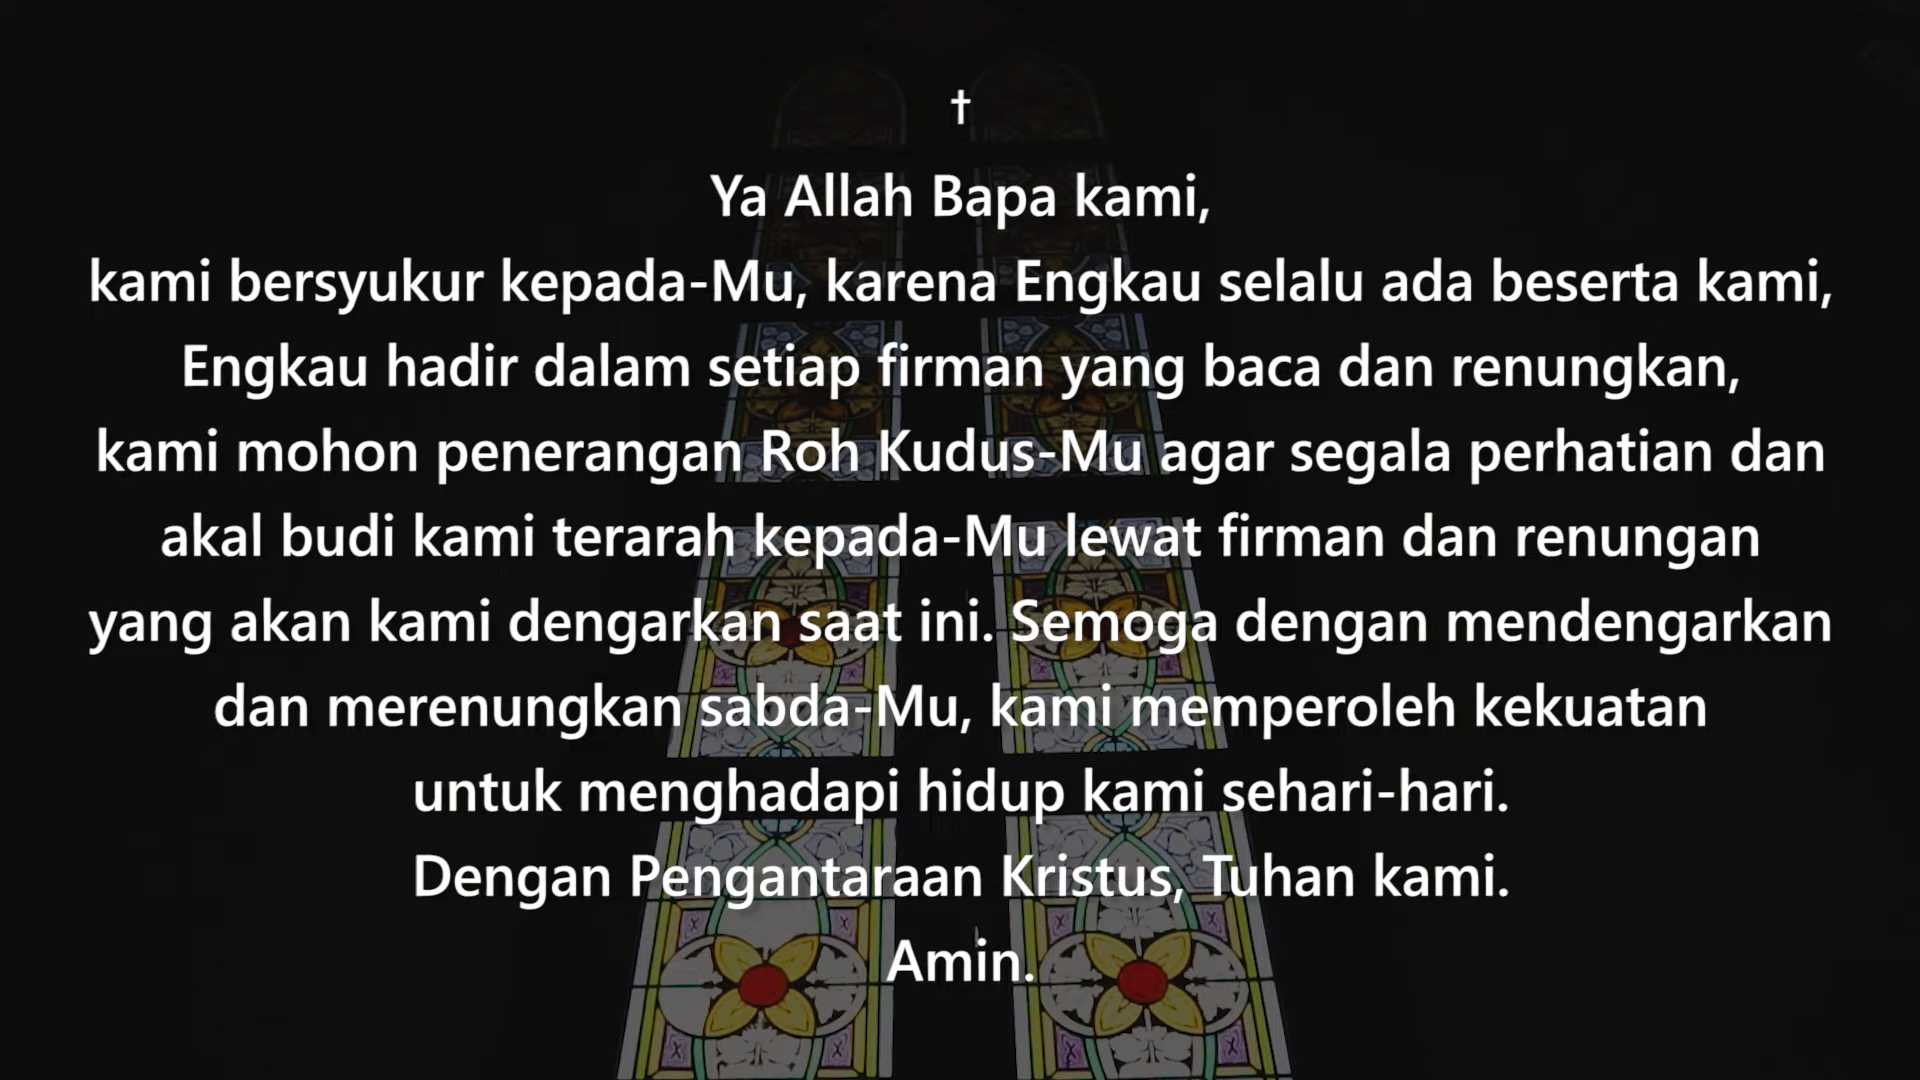 †
Ya Allah Bapa kami,
kami bersyukur kepada-Mu, karena Engkau selalu ada beserta kami,
Engkau hadir dalam setiap firman yang baca dan renungkan,
kami mohon penerangan Roh Kudus-Mu agar segala perhatian dan
akal budi kami terarah kepada-Mu lewat firman dan renungan
yang akan kami dengarkan saat ini. Semoga dengan mendengarkan
dan merenungkan sabda-Mu, kami memperoleh kekuatan
untuk menghadapi hidup kami sehari-hari.
Dengan Pengantaraan Kristus, Tuhan kami.
Amin.